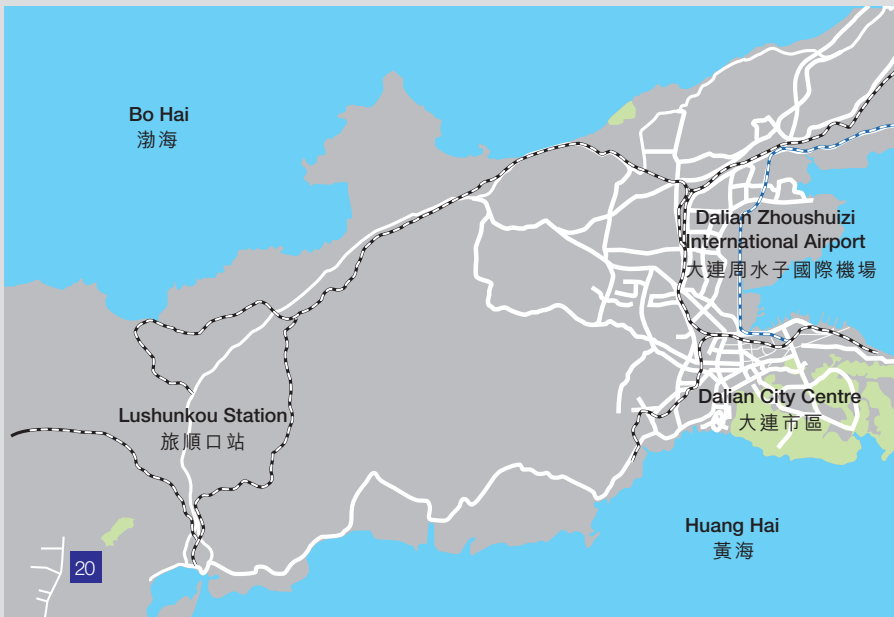 Bo Hai
渤海
Dalian Zhoushuizi
International Airport
大連周水子國際機場
Dalian City Centre
大連市區
Lushunkou Station
旅順口站
Huang Hai
黃海
20